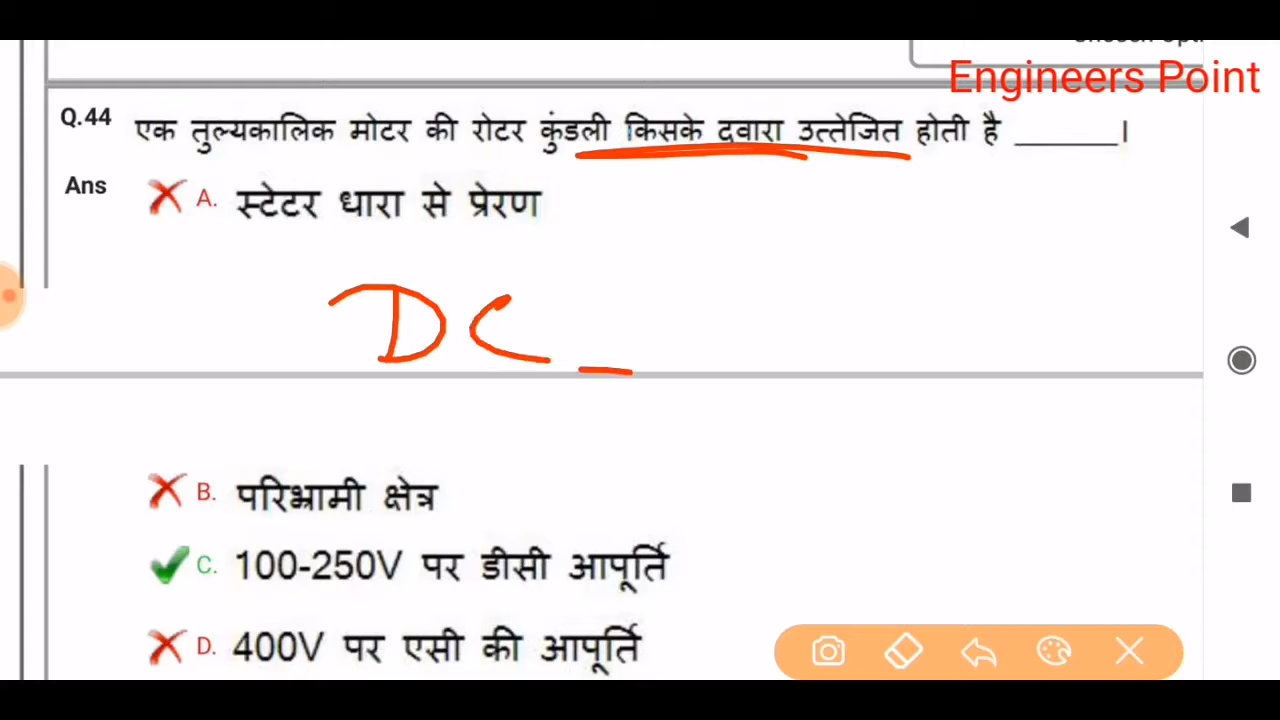 Engineers Point
Q.44 एक तुल्यकालिक मोटर की रोटर कुंडली किसके दवारा उत्तेजित होती है ______।
Ans A. स्टेटर धारा से प्रेरण
DC
B. परिभ्रामी क्षेत्र
C. 100-250V पर डीसी आपूर्ति
D. 400V पर एसी की आपूर्ति